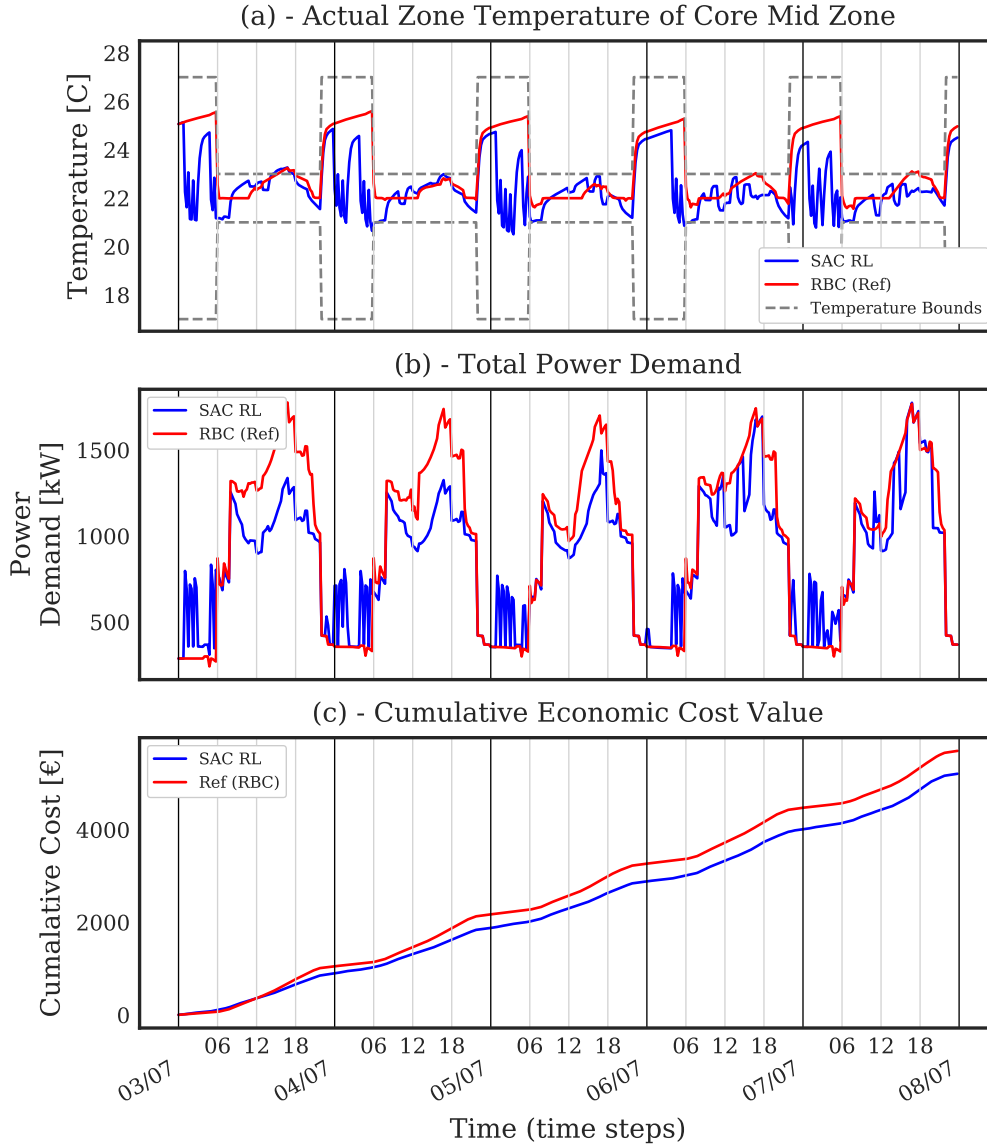 (a) - Actual Zone Temperature of Core Mid Zone
Temperature [C]
28
26
24
22
20
18
SAC RL
RBC (Ref)
Temperature Bounds
(b) - Total Power Demand
Power
Demand [kW]
1500
1000
500
SAC RL
RBC (Ref)
(c) - Cumulative Economic Cost Value
Cumalative Cost [€]
4000
2000
0
SAC RL
Ref (RBC)
06 12 18 06 12 18 06 12 18 06 12 18 06 12 18
03/07 04/07 05/07 06/07 07/07 08/07
Time (time steps)